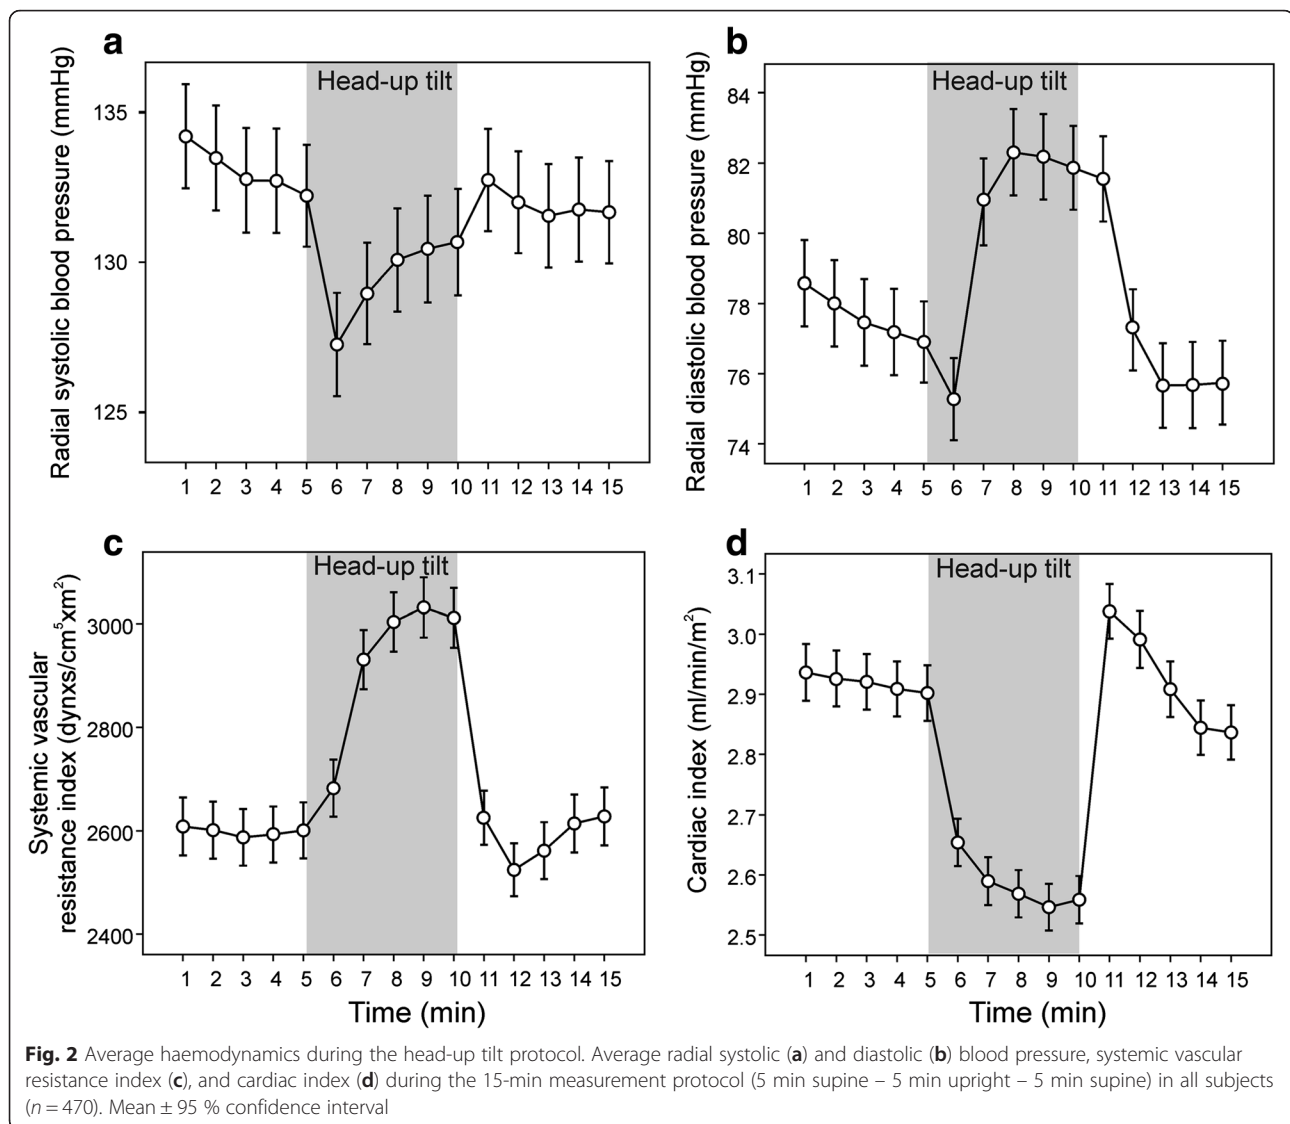 a
Radial systolic blood pressure (mmHg)
Head-up tilt
135
130
125
1 2 3 4 5 6 7 8 9 10 11 12 13 14 15
b
Radial diastolic blood pressure (mmHg)
Head-up tilt
84
82
80
78
76
74
1 2 3 4 5 6 7 8 9 10 11 12 13 14 15
c
Systemic vascular
resistance index (dynxs/cm⁵xm²)
Head-up tilt
3000
2800
2600
2400
1 2 3 4 5 6 7 8 9 10 11 12 13 14 15
Time (min)
d
Cardiac index (ml/min/m²)
Head-up tilt
3.1
3.0
2.9
2.8
2.7
2.6
2.5
1 2 3 4 5 6 7 8 9 10 11 12 13 14 15
Time (min)
Fig. 2 Average haemodynamics during the head-up tilt protocol. Average radial systolic (a) and diastolic (b) blood pressure, systemic vascular
resistance index (c), and cardiac index (d) during the 15-min measurement protocol (5 min supine – 5 min upright – 5 min supine) in all subjects
(n = 470). Mean ± 95 % confidence interval